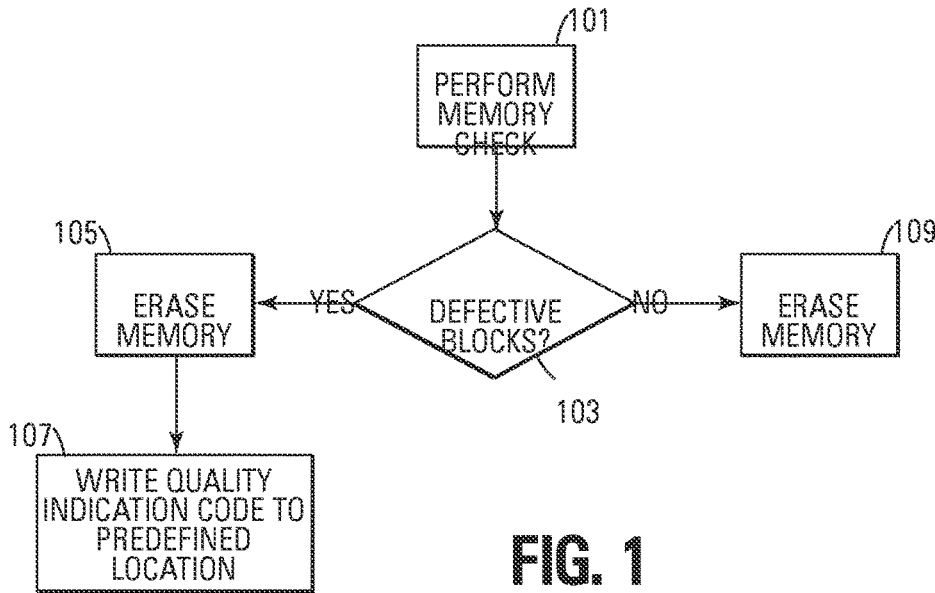 101
PERFORM
MEMORY
CHECK
105
109
ERASE
MEMORY
YES
DEFECTIVE
BLOCKS?
NO
ERASE
MEMORY
103
107
WRITE QUALITY
INDICATION CODE TO
PREDEFINED
LOCATION
FIG. 1